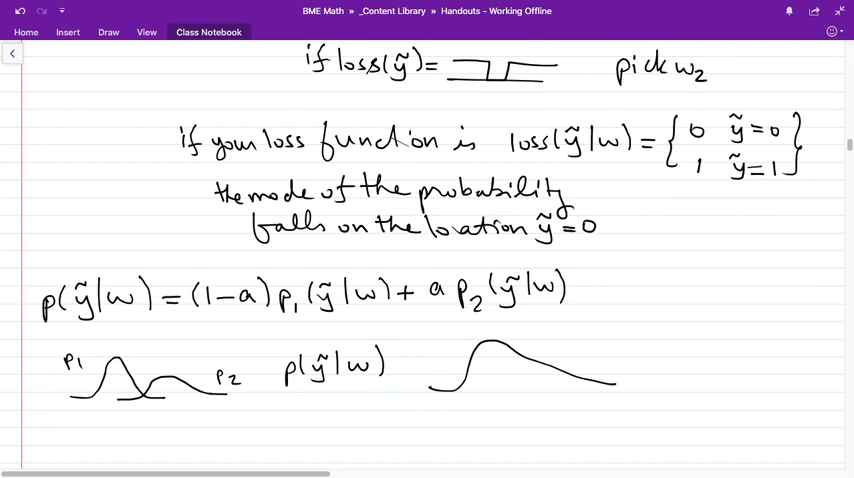 BME Math » _Content Library » Handouts - Working Offline
Home Insert Draw View Class Notebook
if loss(ỹ)= pick w₂
if your loss function is loss(ỹ|w) = { 0 ỹ=0
1 ỹ=1 }
the mode of the probability
falls on the location ỹ=0
p(ỹ|w) = (1-a) p₁(ỹ|w) + a p₂(ỹ|w)
p1 p2 p(ỹ|w)